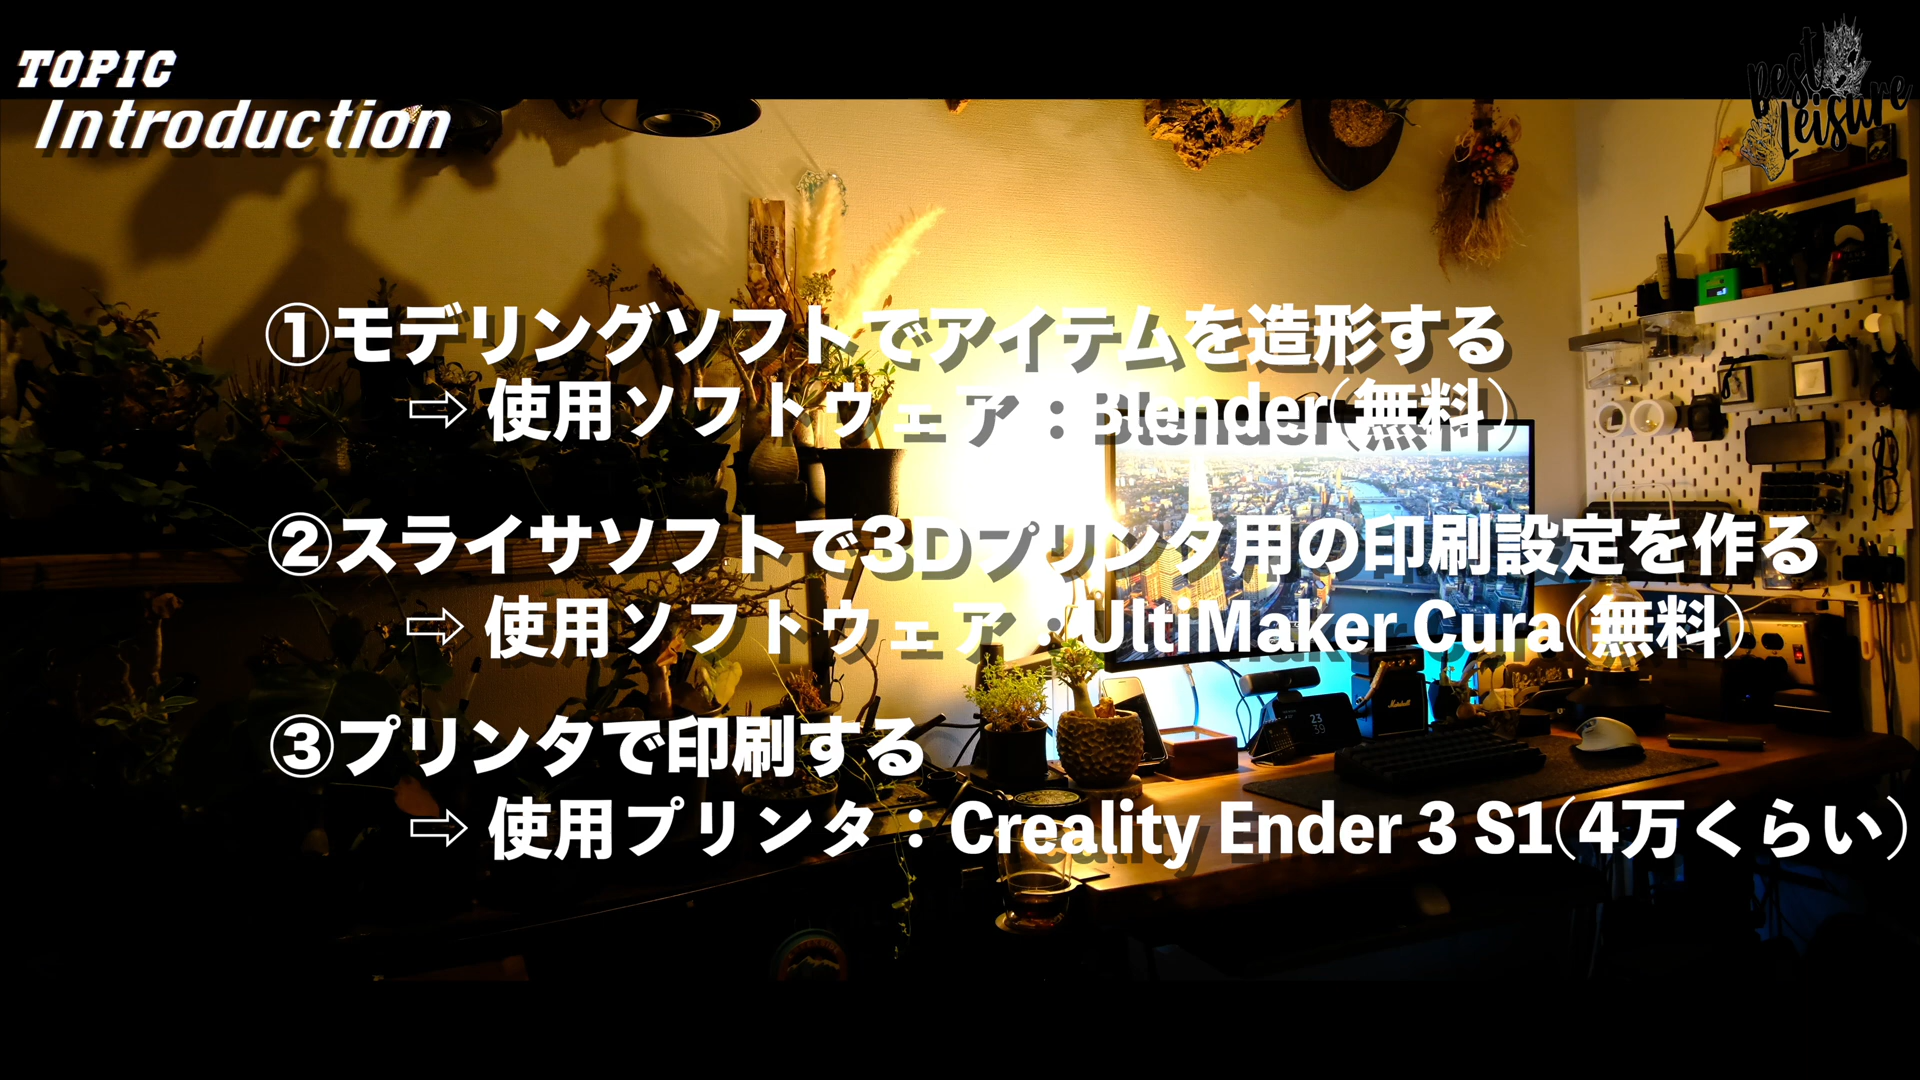 TOPIC
Introduction
Best
Leisure
①モデリングソフトでアイテムを造形する
⇨ 使用ソフトウェア：Blender(無料)
②スライサソフトで3Dプリンタ用の印刷設定を作る
⇨ 使用ソフトウェア：UltiMaker Cura(無料)
③プリンタで印刷する
⇨ 使用プリンタ：Creality Ender 3 S1(4万くらい)
Marshall
23
39